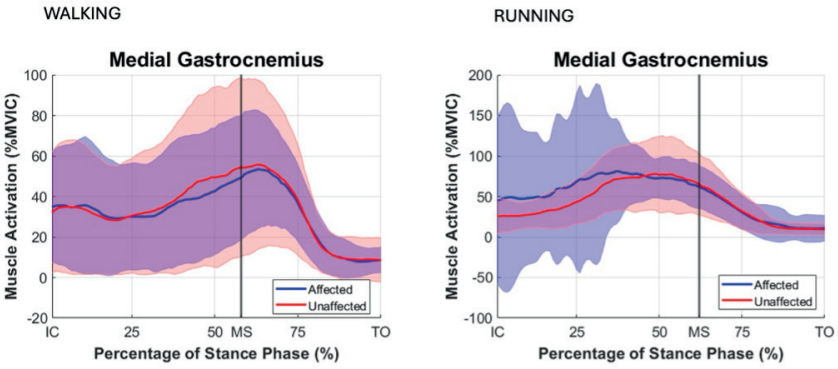 WALKING
Medial Gastrocnemius
Muscle Activation (%MVIC)
100
80
60
40
20
0
-20
IC
25
50
MS
75
TO
Percentage of Stance Phase (%)
Affected
Unaffected
RUNNING
Medial Gastrocnemius
Muscle Activation (%MVIC)
200
150
100
50
0
-50
-100
IC
25
50
MS
75
TO
Percentage of Stance Phase (%)
Affected
Unaffected